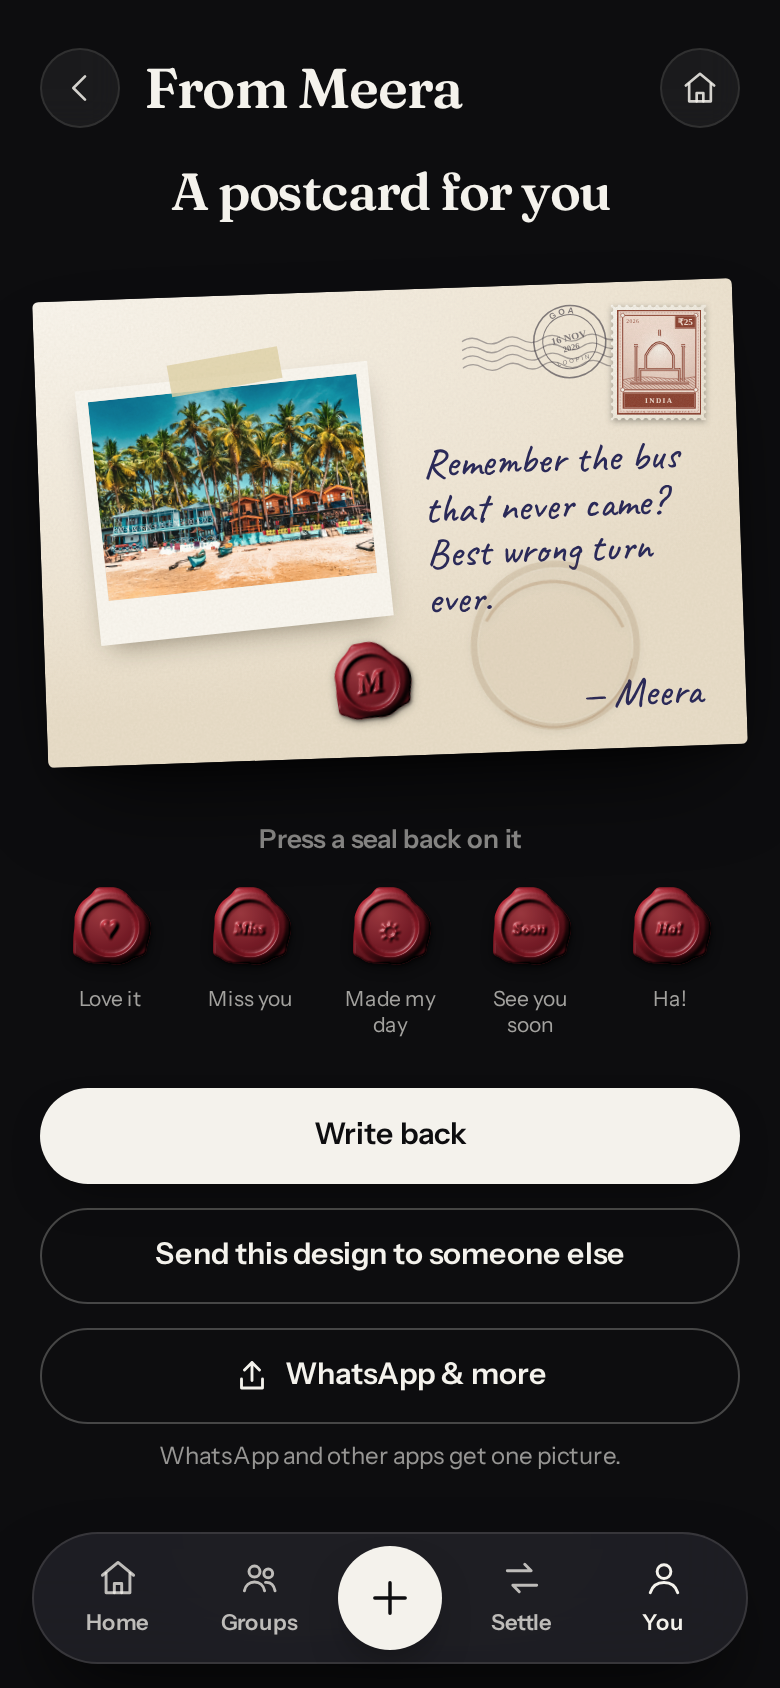 From Meera
A postcard for you
GOA
16 NOV
2026
2026
₹25
INDIA
Remember the bus
that never came?
Best wrong turn
ever.
– Meera
M
Press a seal back on it
Miss
Soon
Ha!
Love it
Miss you
Made my
day
See you
soon
Ha!
Write back
Send this design to someone else
WhatsApp & more
WhatsApp and other apps get one picture.
Home
Groups
Settle
You